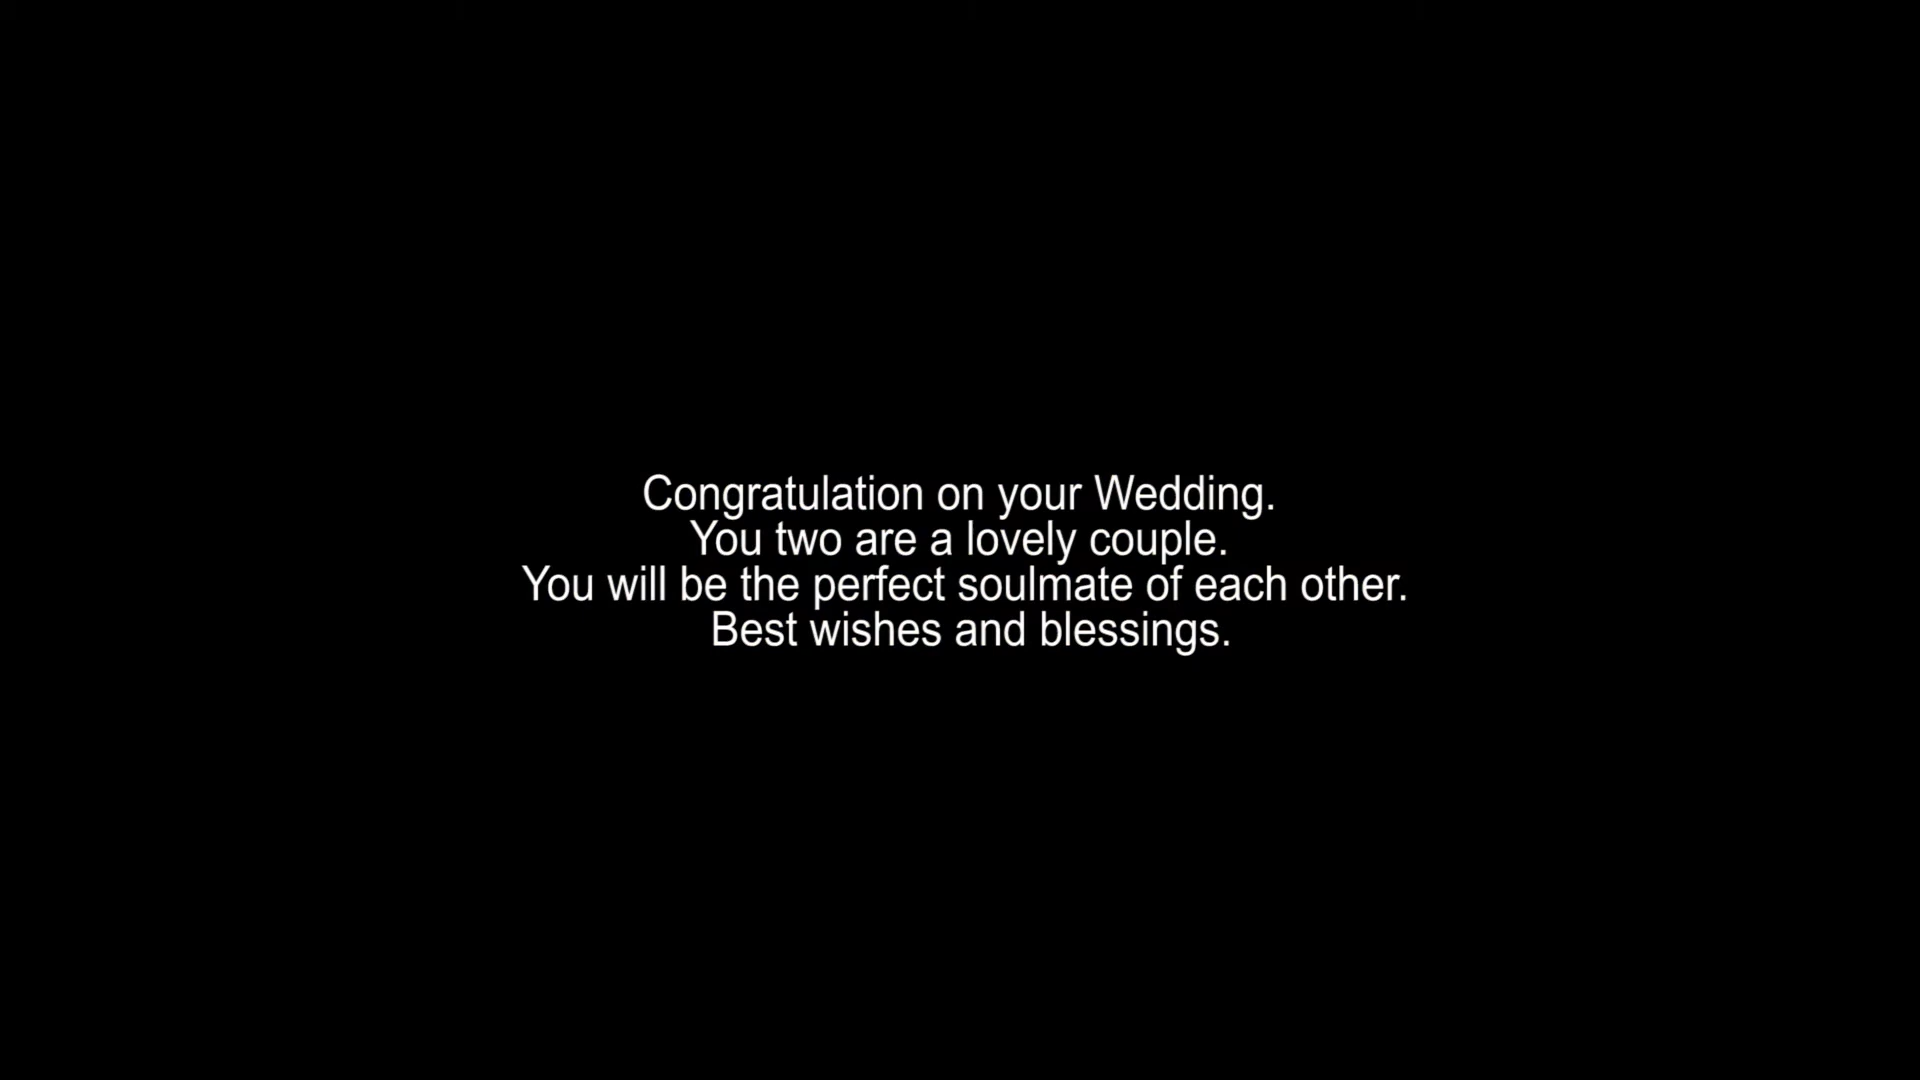 Congratulation on your Wedding.
You two are a lovely couple.
You will be the perfect soulmate of each other.
Best wishes and blessings.